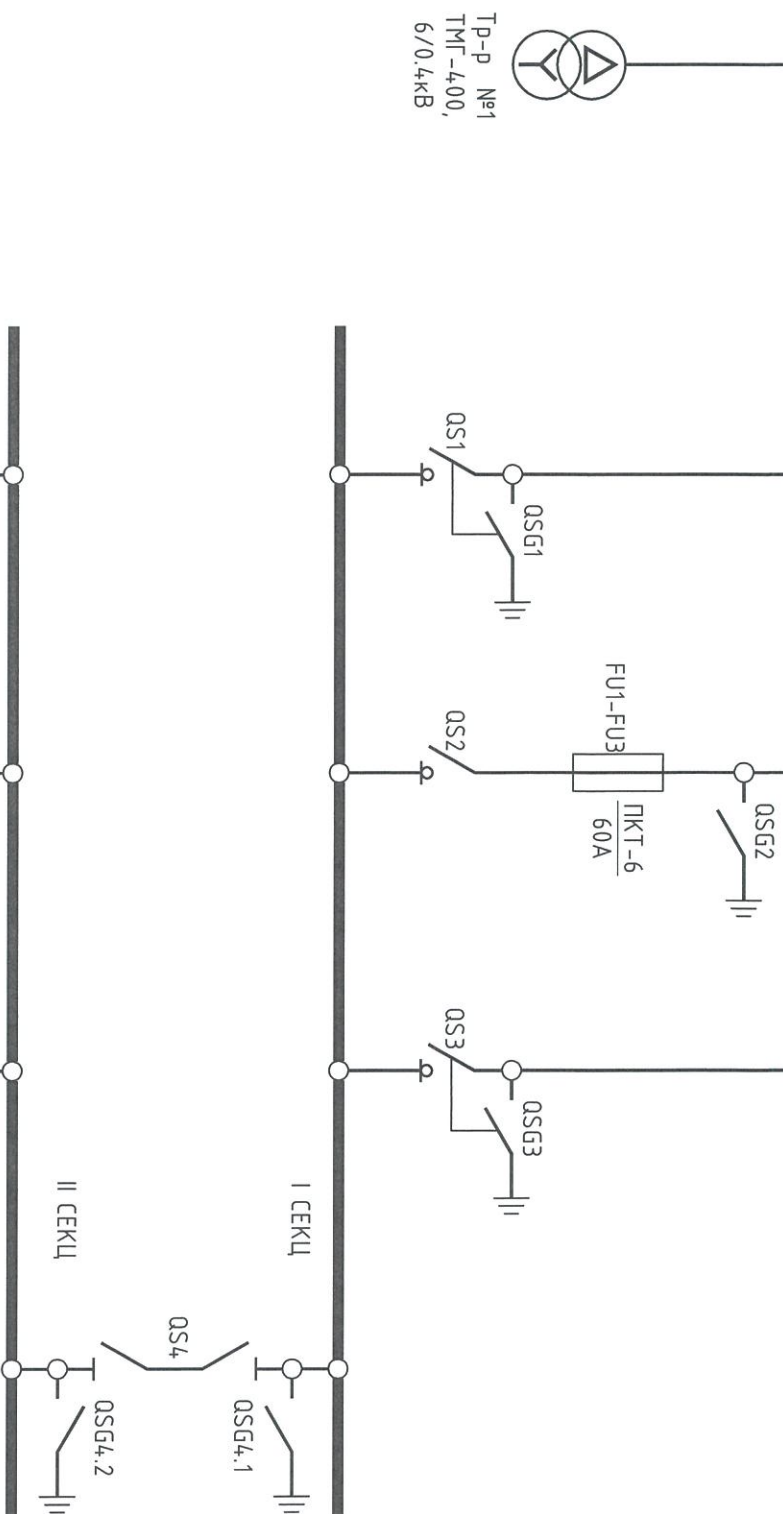 Тр-р №1
ТМГ-400,
6/0.4кВ
QS1
QSG1
FU1-FU3
ПКТ-6
60А
QS2
QSG2
QS3
QSG3
I СЕКЦ
II СЕКЦ
QS4
QSG4.1
QSG4.2